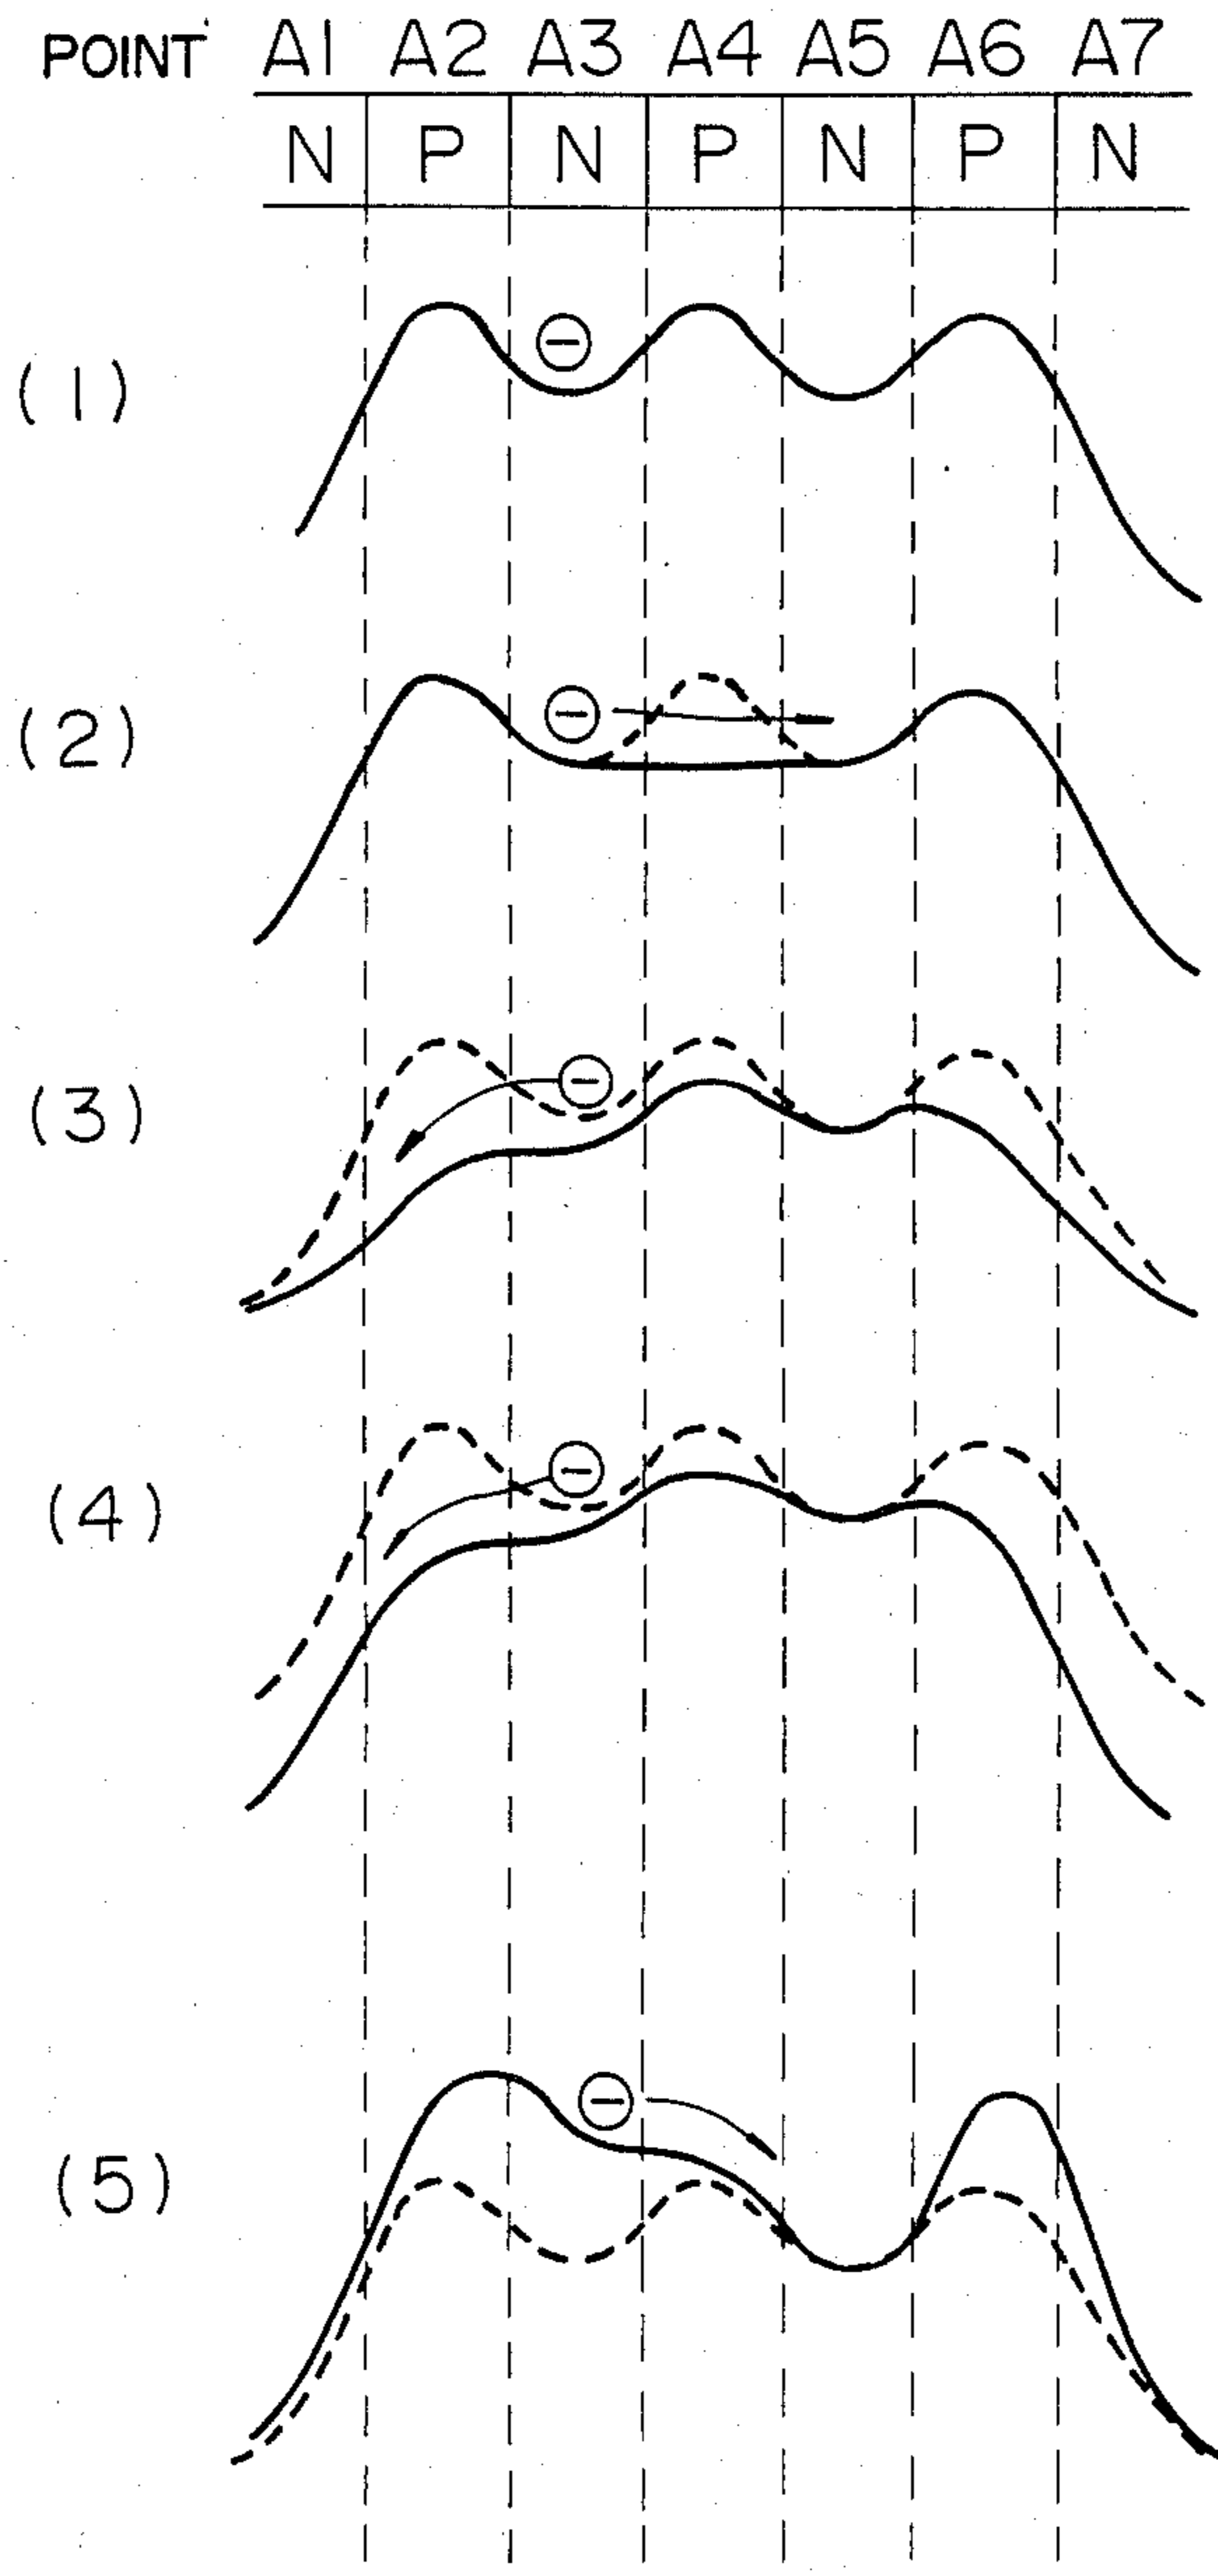 POINT A1 A2 A3 A4 A5 A6 A7
N P N P N P N
(1)
(2)
(3)
(4)
(5)